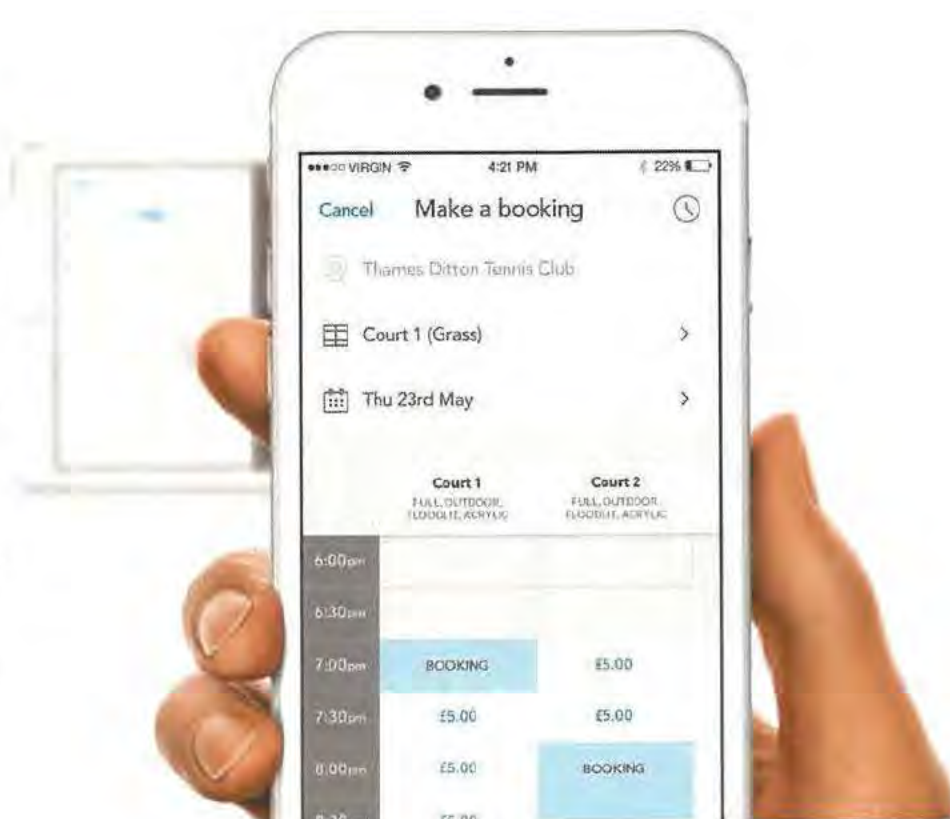 VIRGIN 4:21 PM 22%
Cancel Make a booking
Thames Ditton Tennis Club
Court 1 (Grass)
Thu 23rd May
Court 1 Court 2
FULL, OUTDOOR, FULL, OUTDOOR,
FLOODLIT, ACRYLIC FLOODLIT, ACRYLIC
6:00pm
6:30pm
7:00pm BOOKING £5.00
7:30pm £5.00 £5.00
8:00pm £5.00 BOOKING